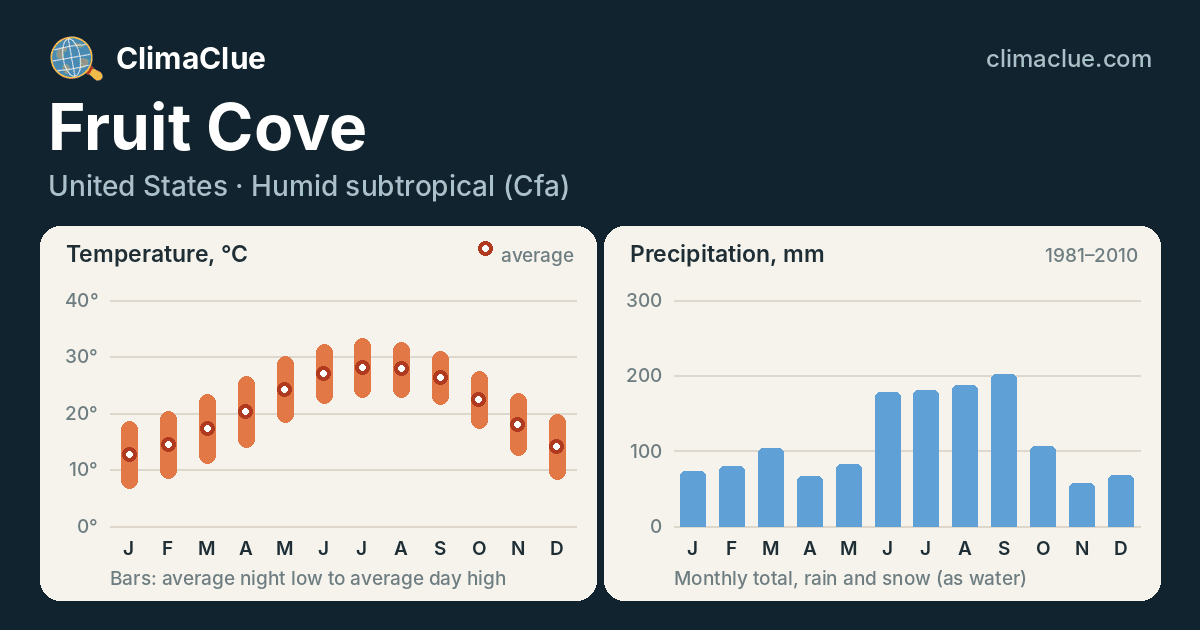 ClimaClue
climaclue.com
Fruit Cove
United States · Humid subtropical (Cfa)
Temperature, °C
average
40°
30°
20°
10°
0°
J F M A M J J A S O N D
Bars: average night low to average day high
Precipitation, mm
1981–2010
300
200
100
0
J F M A M J J A S O N D
Monthly total, rain and snow (as water)